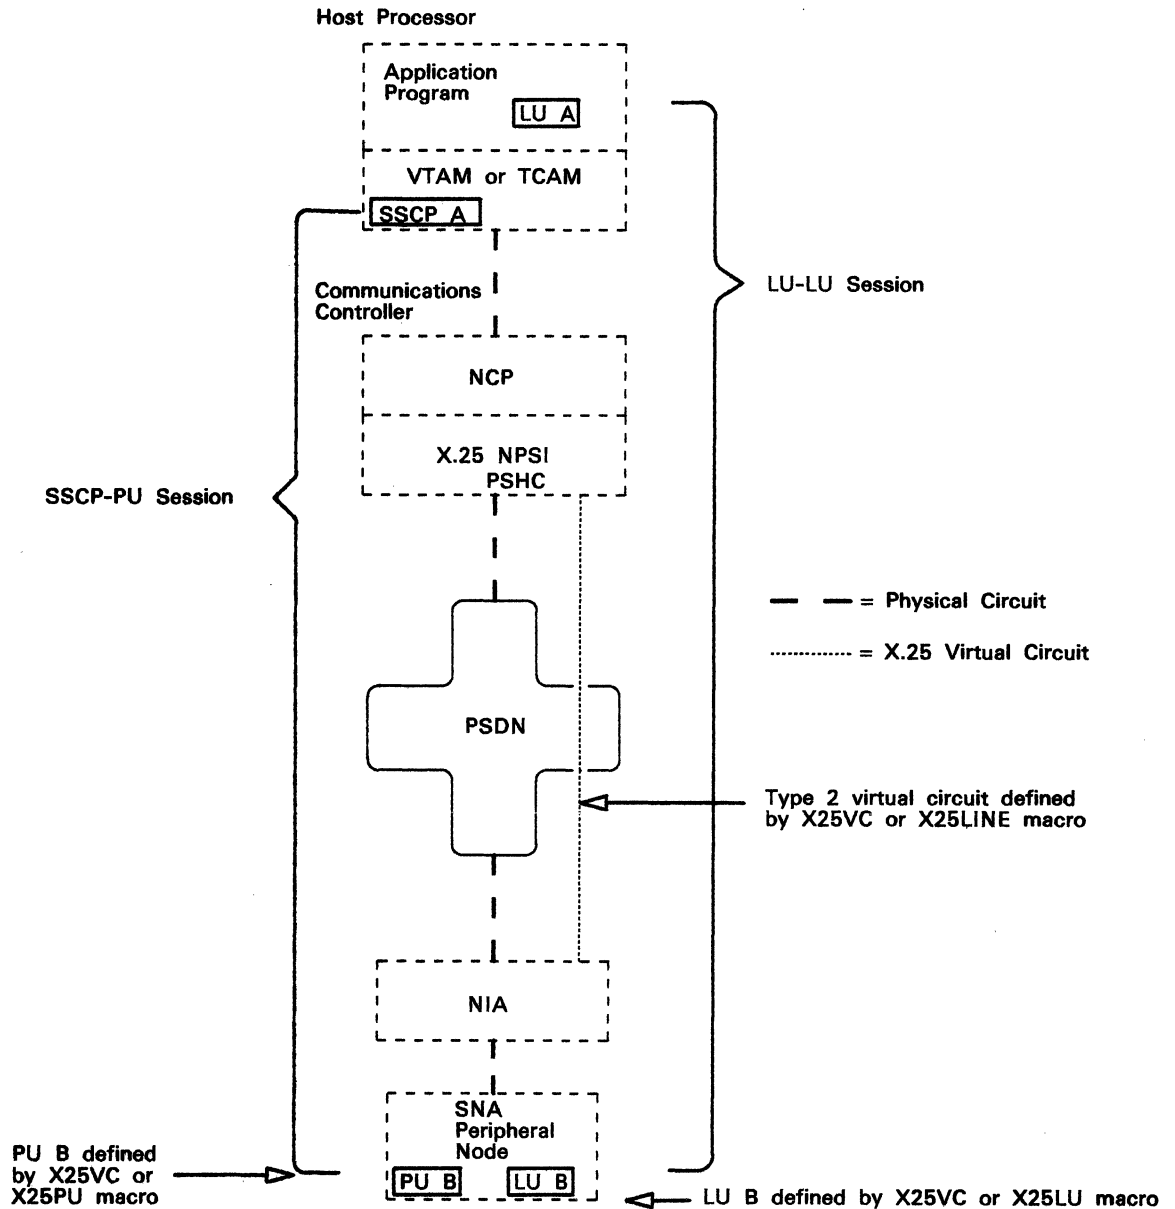 Host Processor
Application
Program
LU A
VTAM or TCAM
SSCP A
Communications
Controller
LU-LU Session
NCP
X.25 NPSI
PSHC
SSCP-PU Session
= Physical Circuit
= X.25 Virtual Circuit
PSDN
Type 2 virtual circuit defined
by X25VC or X25LINE macro
NIA
SNA
Peripheral
Node
PU B
LU B
PU B defined
by X25VC or
X25PU macro
LU B defined by X25VC or X25LU macro